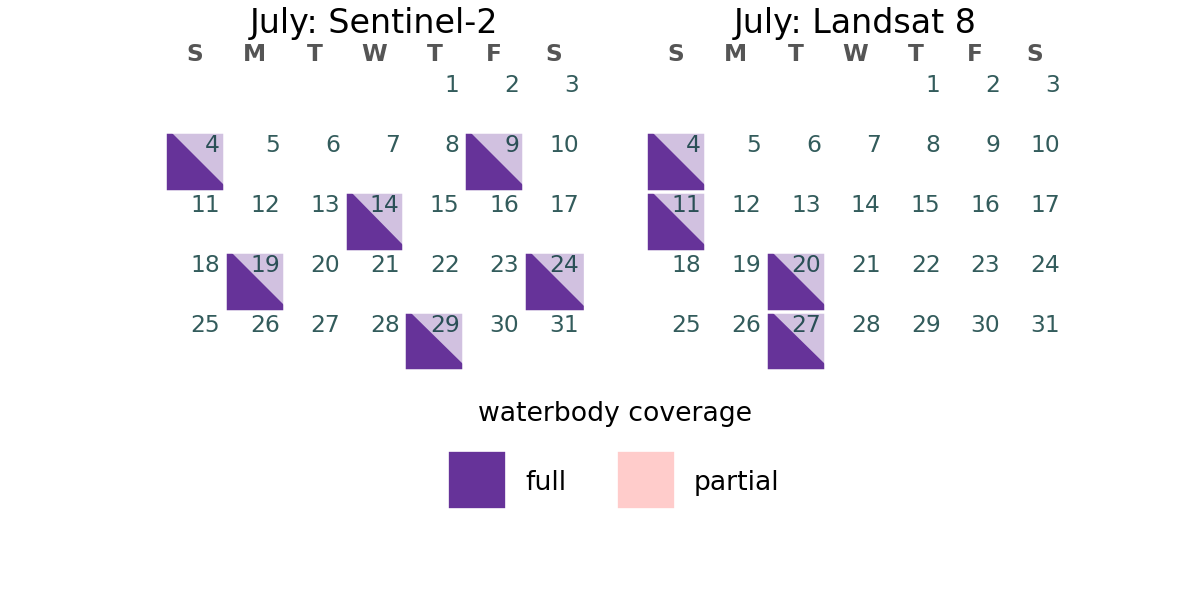 July: Sentinel-2
S M T W T F S
1 2 3
4 5 6 7 8 9 10
11 12 13 14 15 16 17
18 19 20 21 22 23 24
25 26 27 28 29 30 31
July: Landsat 8
S M T W T F S
1 2 3
4 5 6 7 8 9 10
11 12 13 14 15 16 17
18 19 20 21 22 23 24
25 26 27 28 29 30 31
waterbody coverage
full
partial